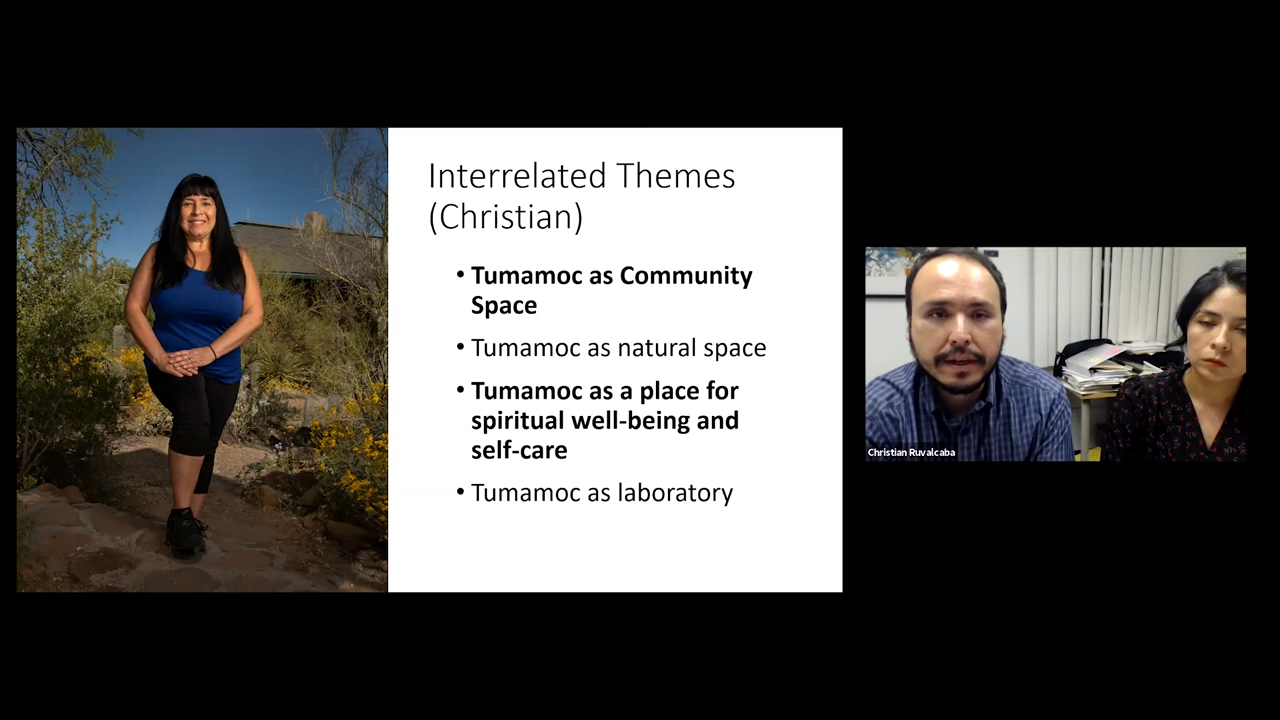 Interrelated Themes
(Christian)
• Tumamoc as Community
Space
• Tumamoc as natural space
• Tumamoc as a place for
spiritual well-being and
self-care
• Tumamoc as laboratory
Christian Ruvalcaba